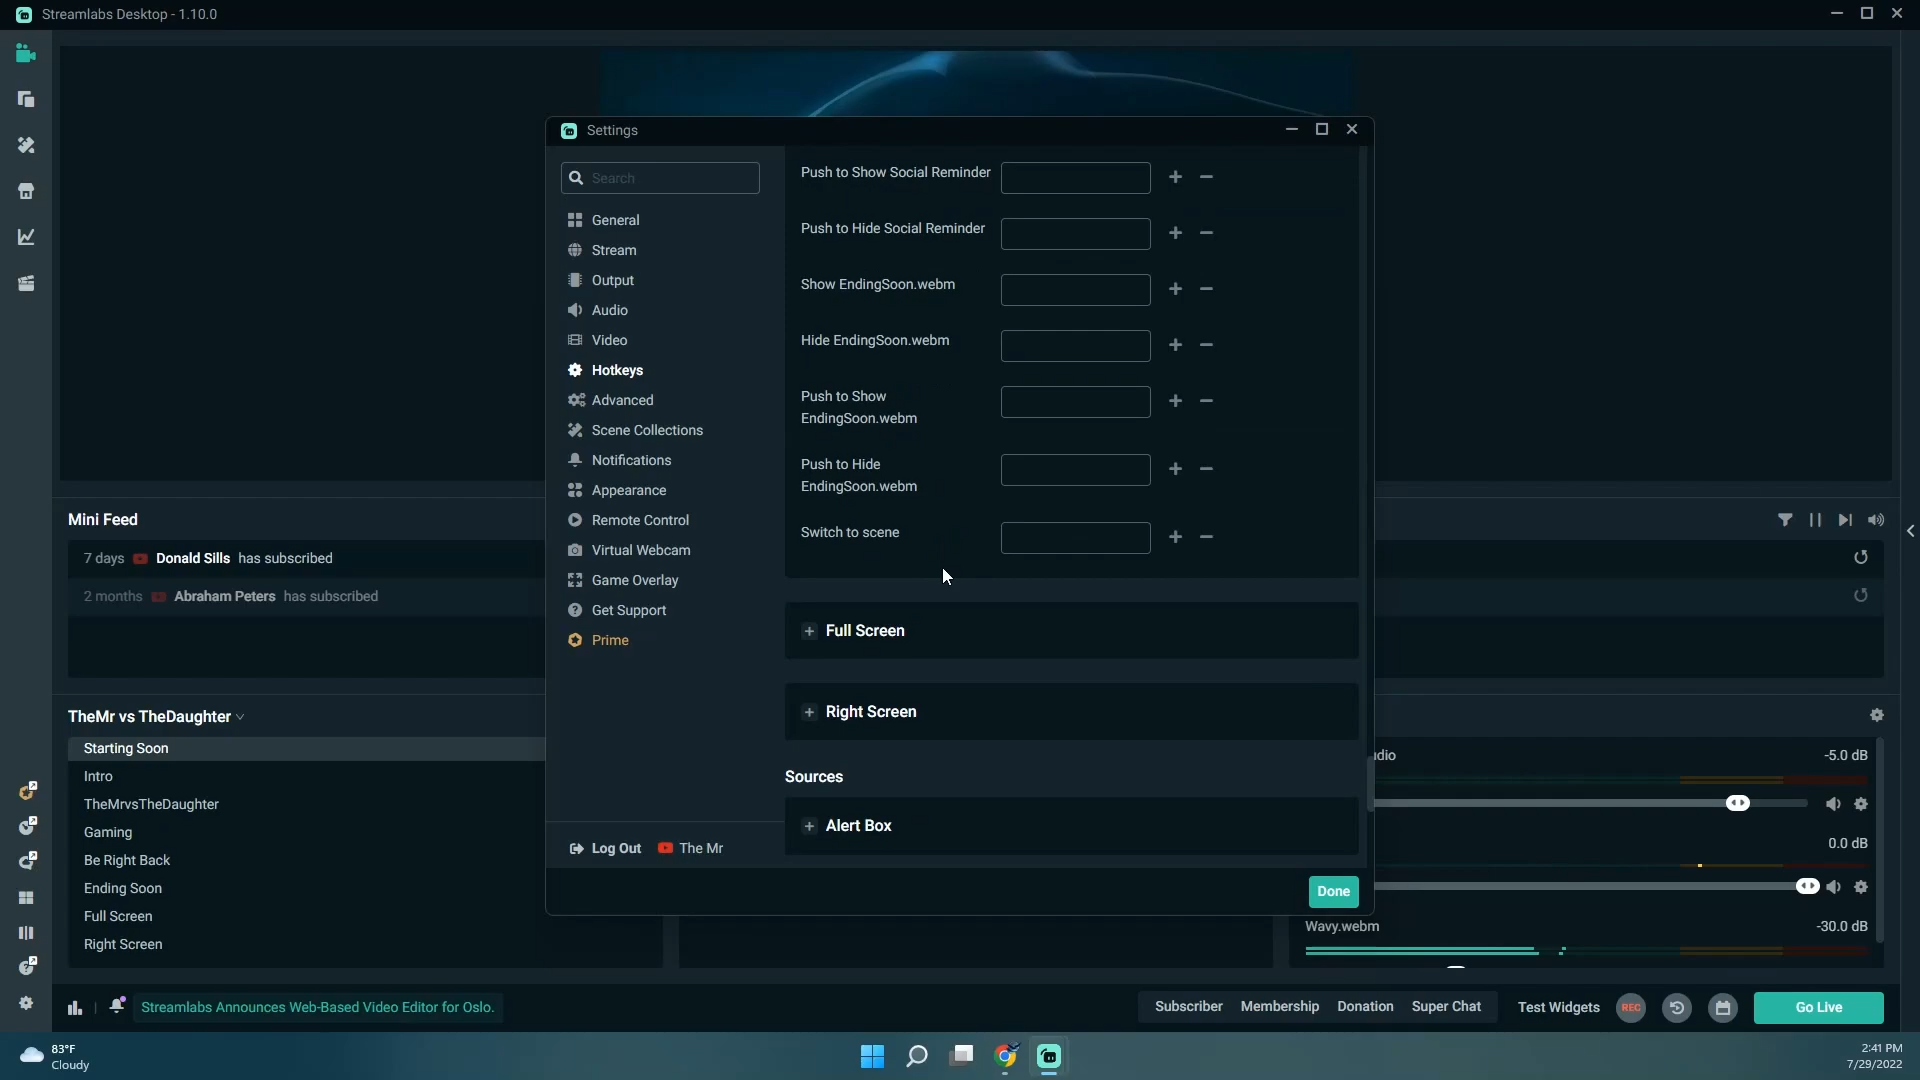 Streamlabs Desktop - 1.10.0
Settings
Search
General
Stream
Output
Audio
Video
Hotkeys
Advanced
Scene Collections
Notifications
Appearance
Remote Control
Virtual Webcam
Game Overlay
Get Support
Prime
Log Out
The Mr
Push to Show Social Reminder
Push to Hide Social Reminder
Show EndingSoon.webm
Hide EndingSoon.webm
Push to Show
EndingSoon.webm
Push to Hide
EndingSoon.webm
Switch to scene
Full Screen
Right Screen
Sources
Alert Box
Done
Mini Feed
7 days Donald Sills has subscribed
2 months Abraham Peters has subscribed
TheMr vs TheDaughter
Starting Soon
Intro
TheMrvsTheDaughter
Gaming
Be Right Back
Ending Soon
Full Screen
Right Screen
-5.0 dB
0.0 dB
Wavy.webm -30.0 dB
Streamlabs Announces Web-Based Video Editor for Oslo.
Subscriber Membership Donation Super Chat Test Widgets REC Go Live
83°F
Cloudy
2:41 PM
7/29/2022